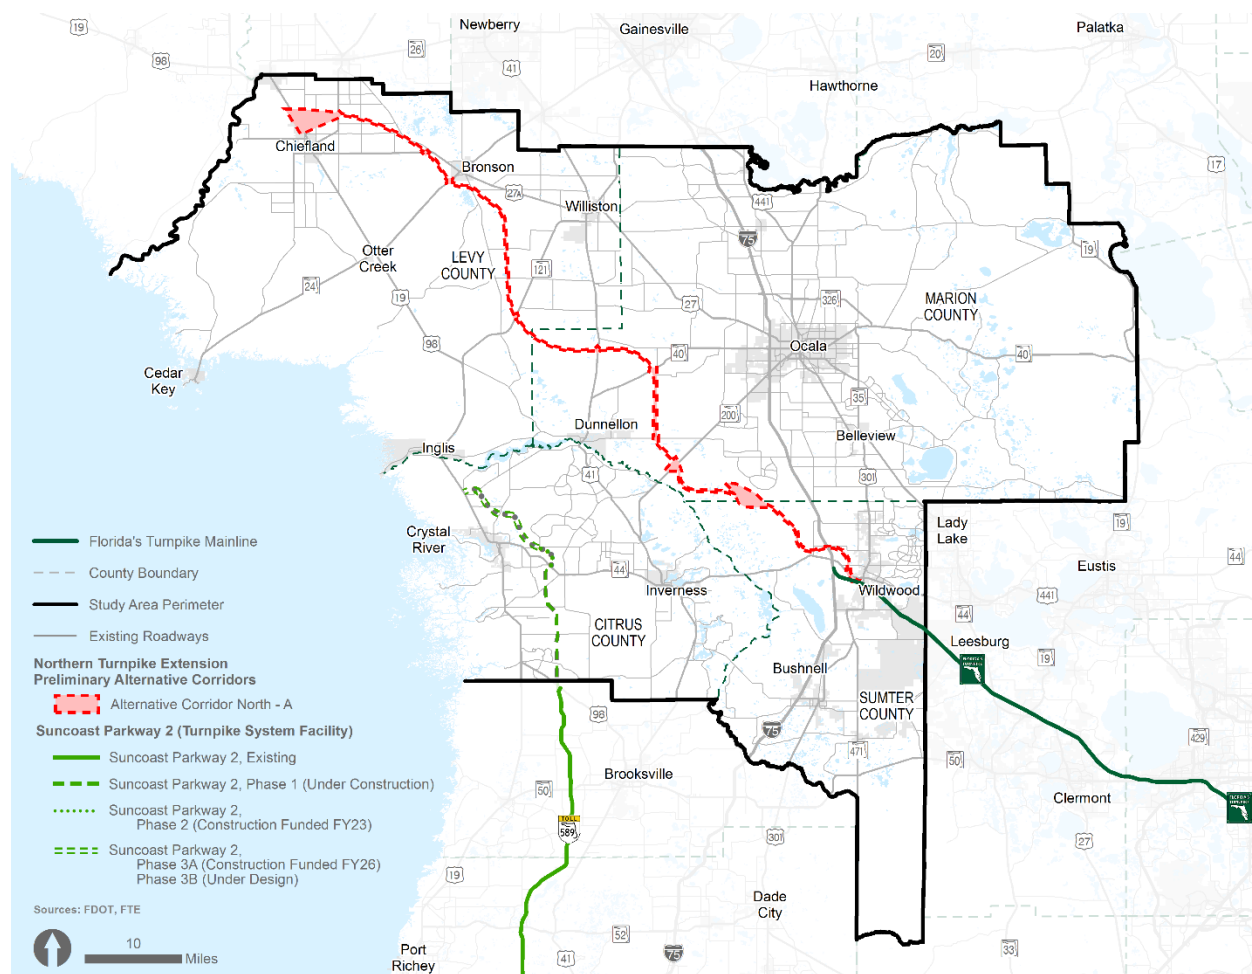 Newberry
Gainesville
Palatka
19
98
26
41
20
Hawthorne
17
Chiefland
Bronson
27A
Williston
441
75
19
Otter
Creek
LEVY
COUNTY
121
24
19
27
326
MARION
COUNTY
98
Ocala
40
40
Cedar
Key
200
35
Dunnellon
Belleview
Inglis
41
301
Crystal
River
Lady
Lake
19
44
44
Eustis
Inverness
Wildwood
441
44
CITRUS
COUNTY
Leesburg
19
Bushnell
SUMTER
COUNTY
98
75
471
50
429
Brooksville
50
Clermont
TOLL
589
301
27
19
Dade
City
52
41
75
33
Port
Richey
Florida's Turnpike Mainline
County Boundary
Study Area Perimeter
Existing Roadways
Northern Turnpike Extension
Preliminary Alternative Corridors
Alternative Corridor North - A
Suncoast Parkway 2 (Turnpike System Facility)
Suncoast Parkway 2, Existing
Suncoast Parkway 2, Phase 1 (Under Construction)
Suncoast Parkway 2,
Phase 2 (Construction Funded FY23)
Suncoast Parkway 2,
Phase 3A (Construction Funded FY26)
Phase 3B (Under Design)
Sources: FDOT, FTE
10
Miles